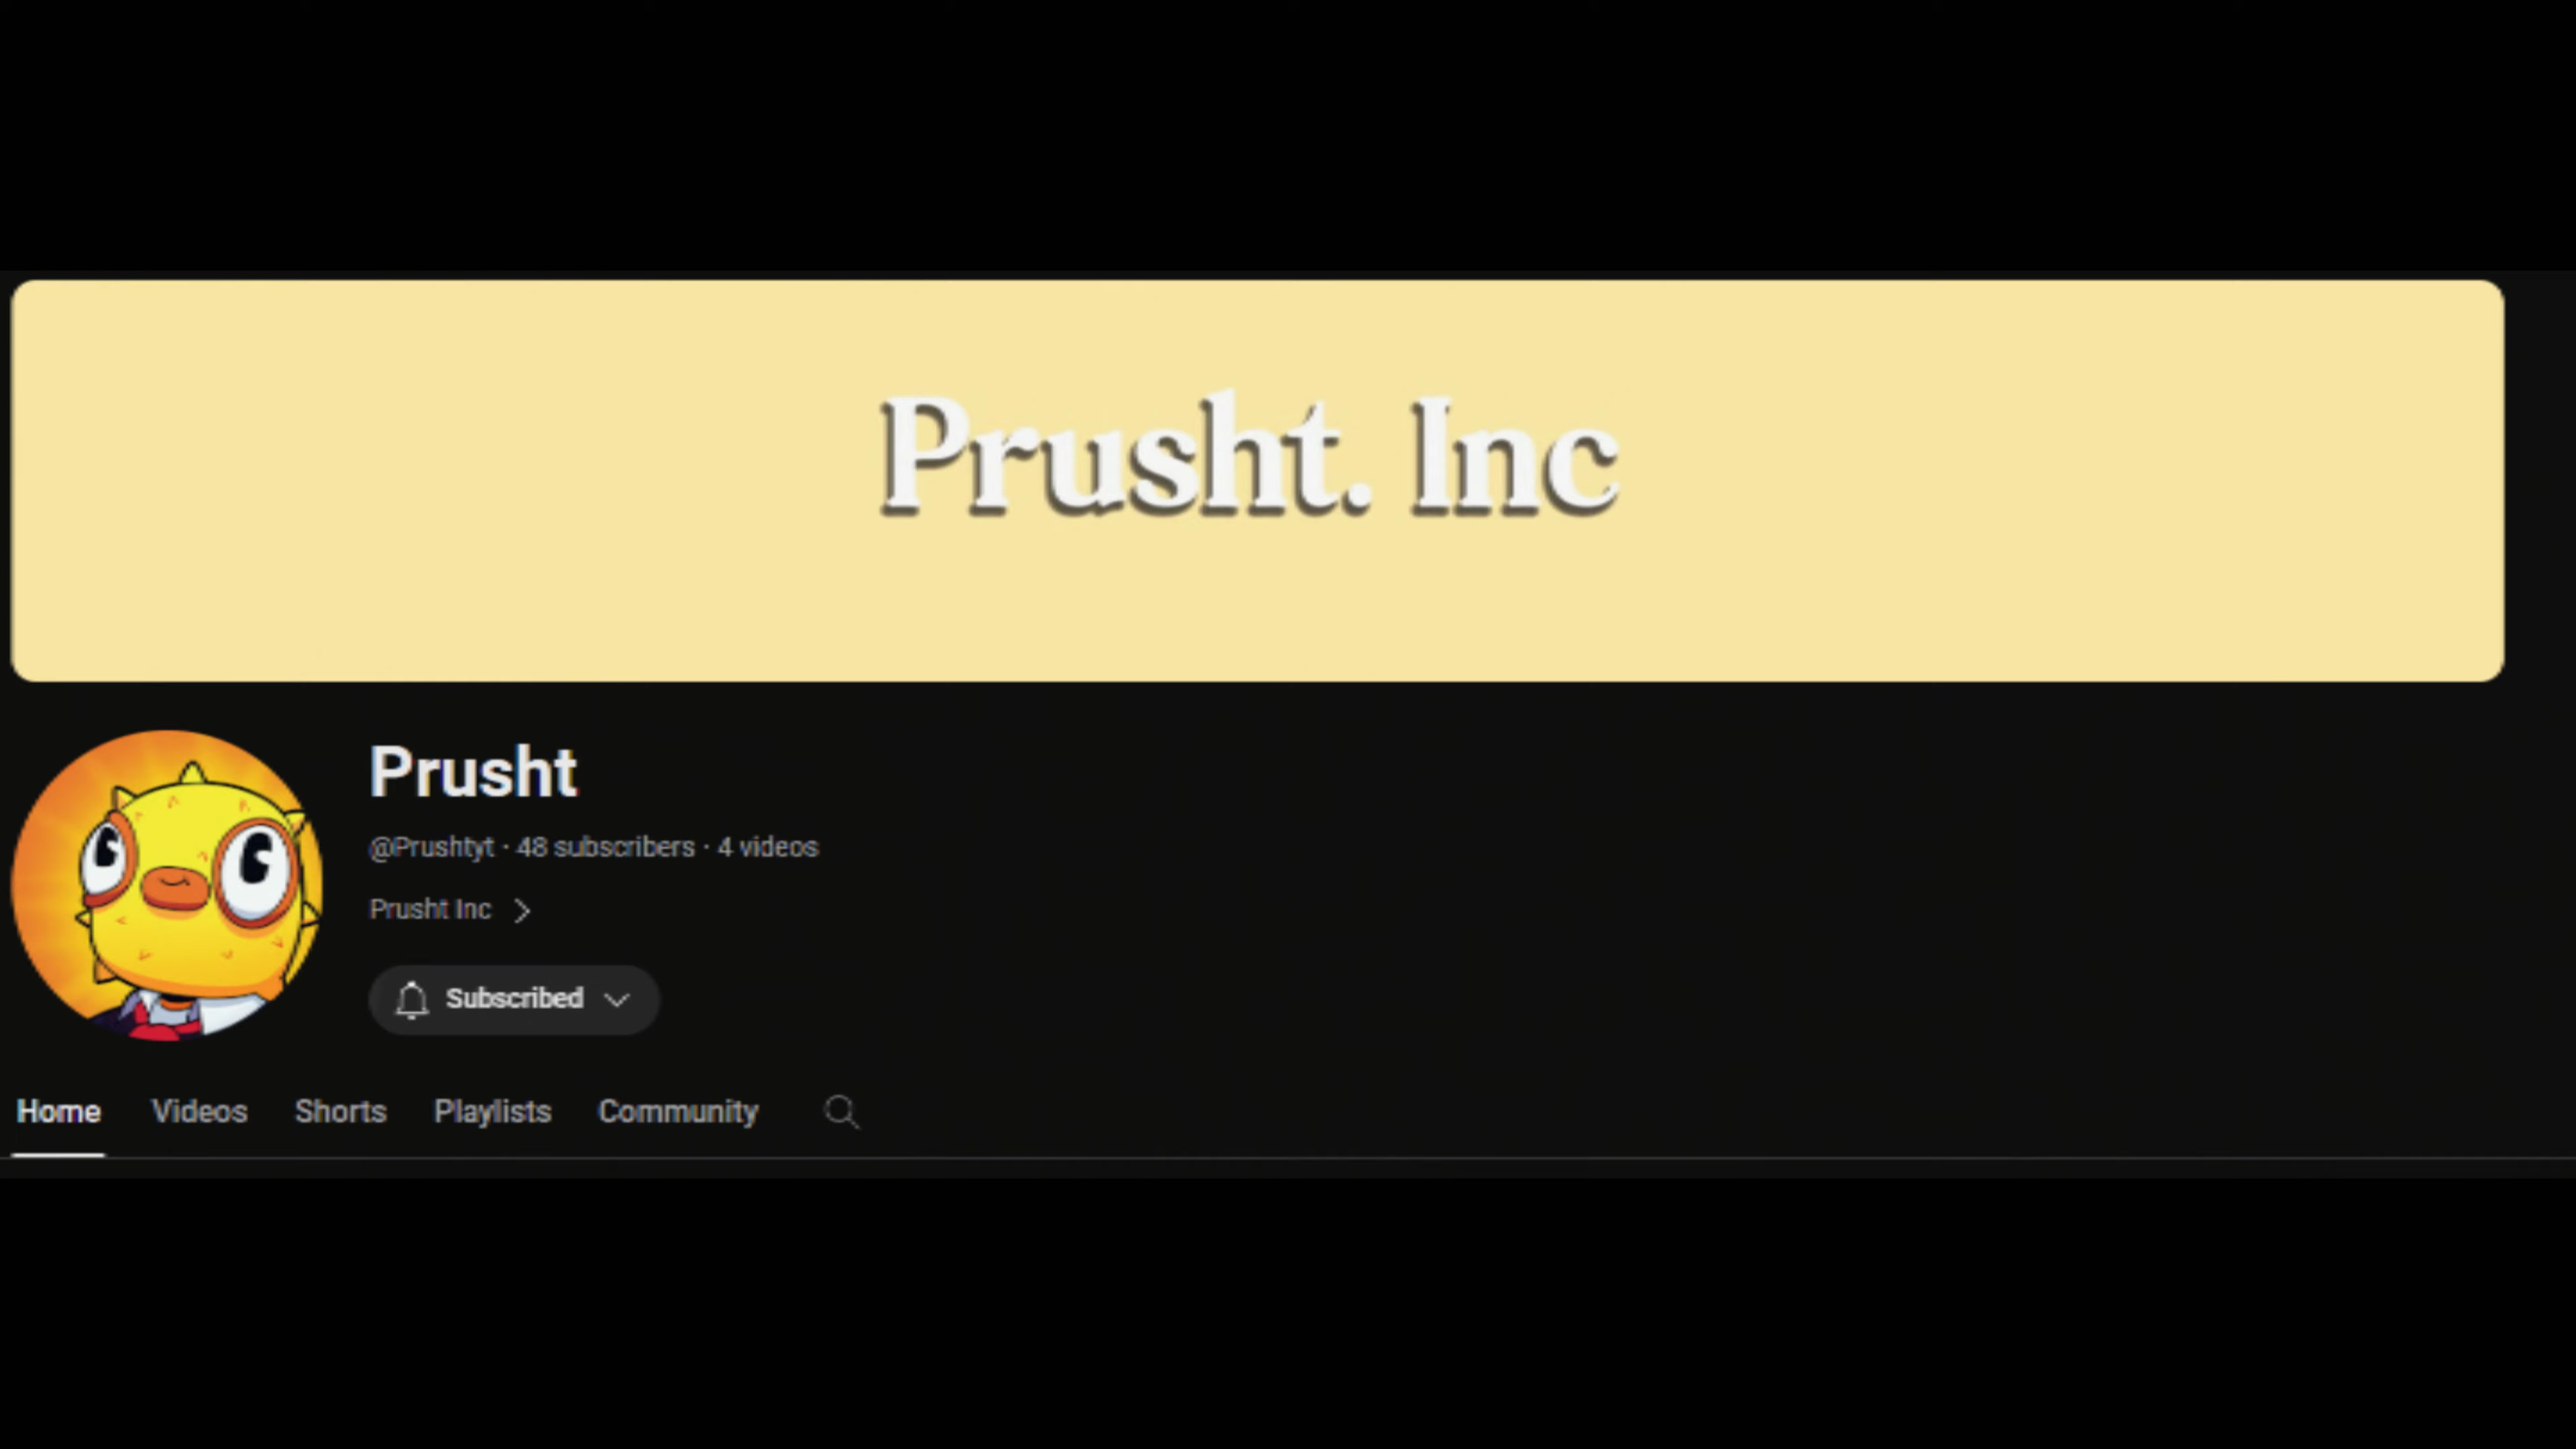 Prusht. Inc
Prusht
@Prushtyt · 48 subscribers · 4 videos
Prusht Inc
Subscribed
Home Videos Shorts Playlists Community